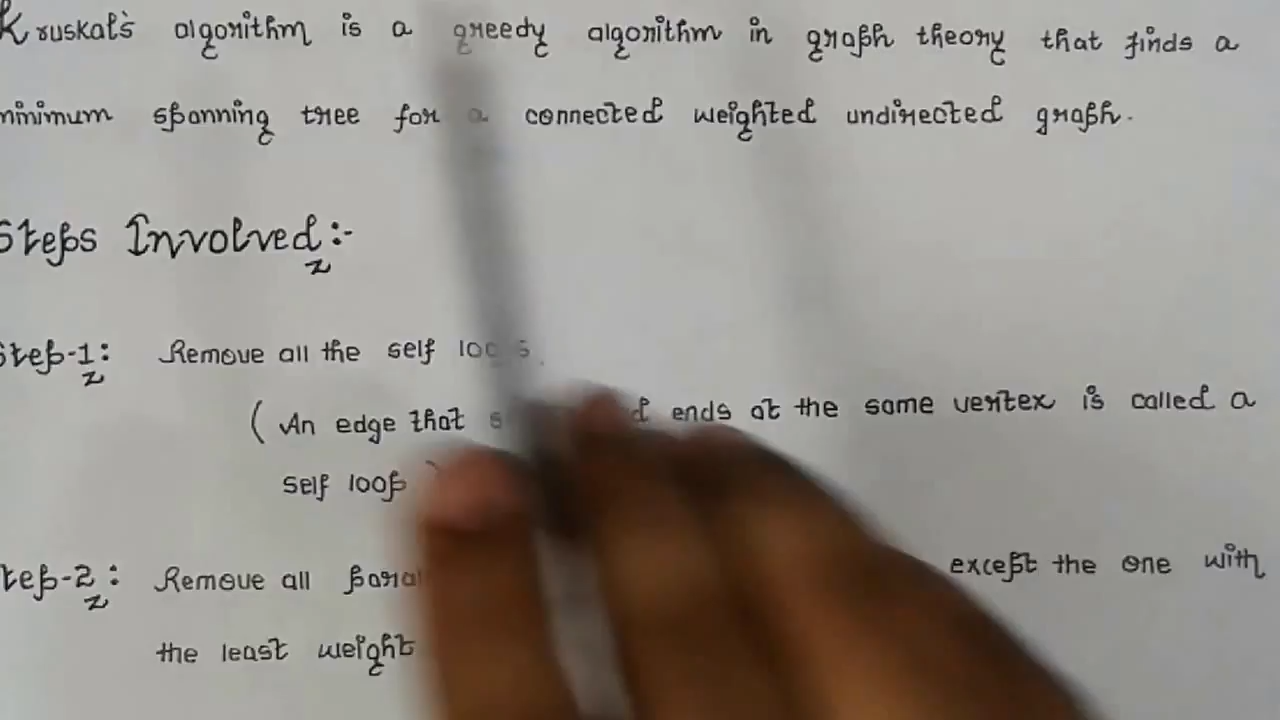 Kruskal's algorithm is a greedy algorithm in graph theory that finds a
minimum spanning tree for a connected weighted undirected graph.
Steps Involved:-
Step-1: Remove all the self loops.
(An edge that ends at the same vertex is called a
self loop)
Step-2: Remove all except the one with
the least weight